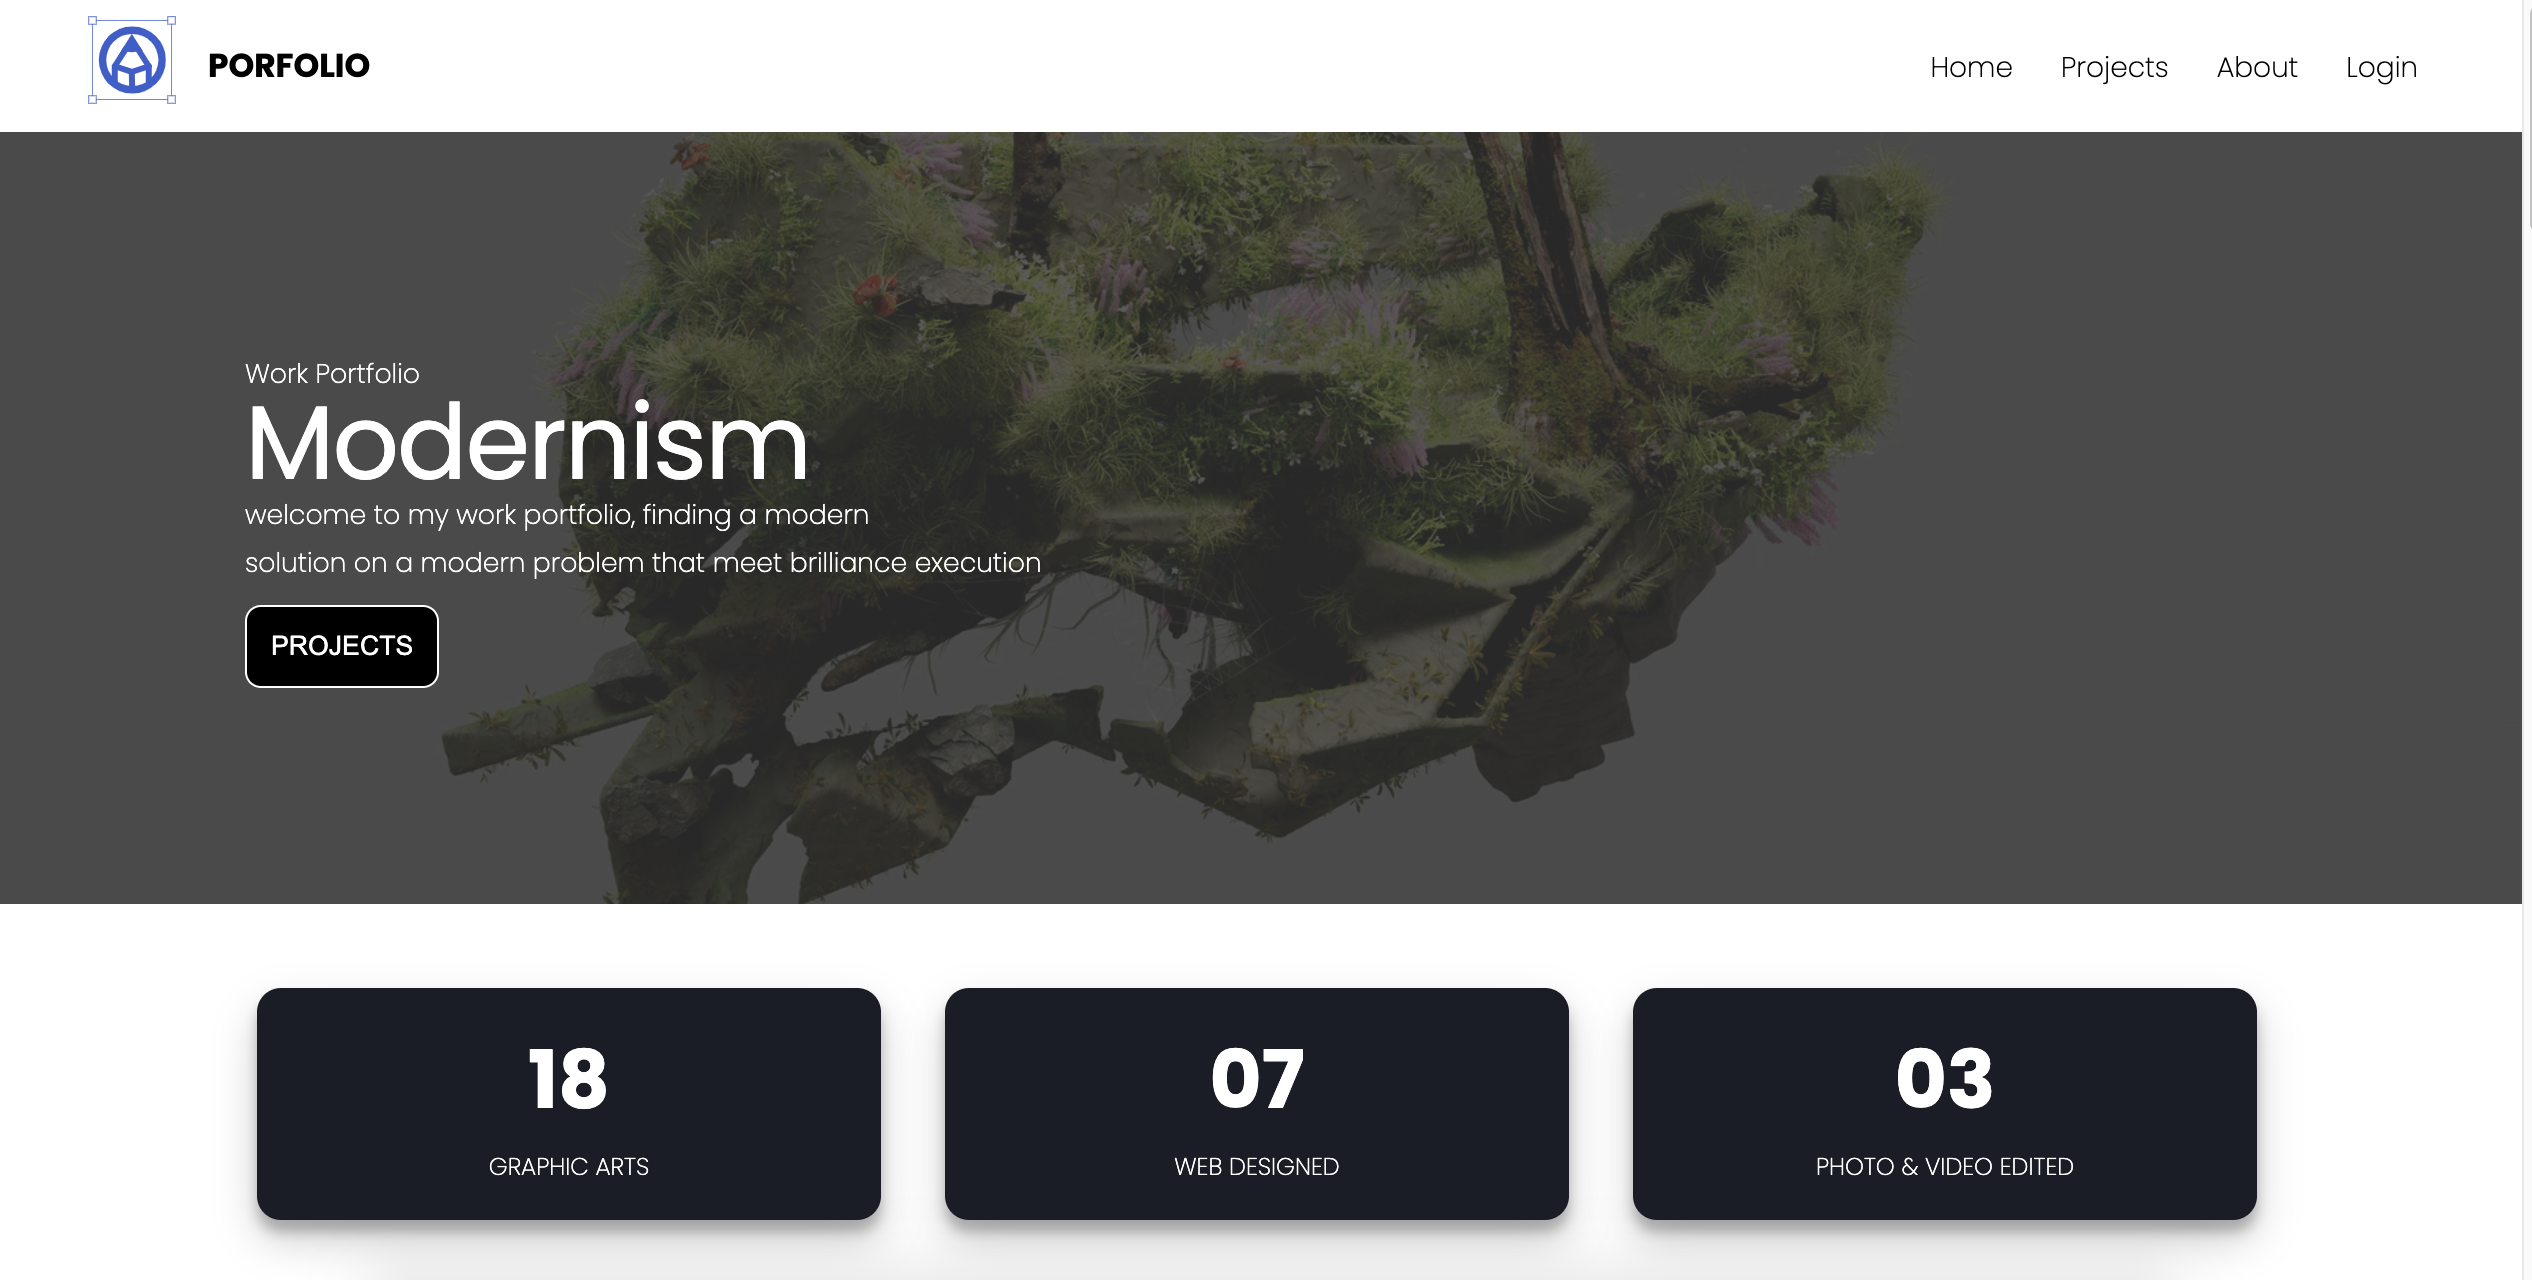 PORFOLIO
Home Projects About Login
Work Portfolio
Modernism
welcome to my work portfolio, finding a modern
solution on a modern problem that meet brilliance execution
PROJECTS
18
GRAPHIC ARTS
07
WEB DESIGNED
03
PHOTO & VIDEO EDITED